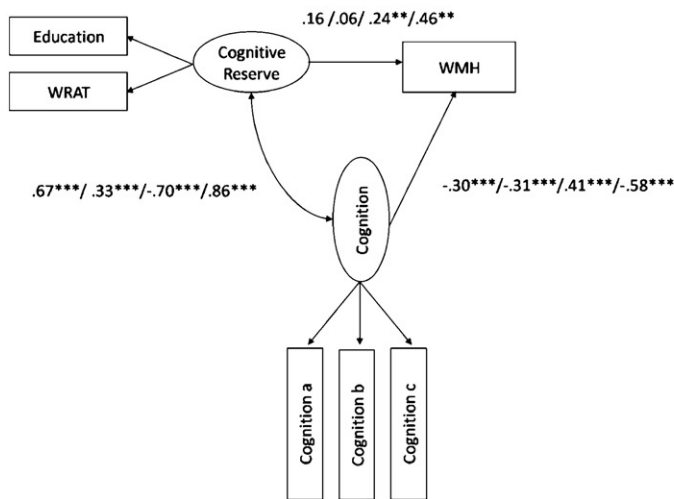 .16 /.06/ .24**/.46**
Education
Cognitive
Reserve
WMH
WRAT
.67***/ .33***/-.70***/.86***
-.30***/-.31***/.41***/-.58***
Cognition
Cognition a
Cognition b
Cognition c